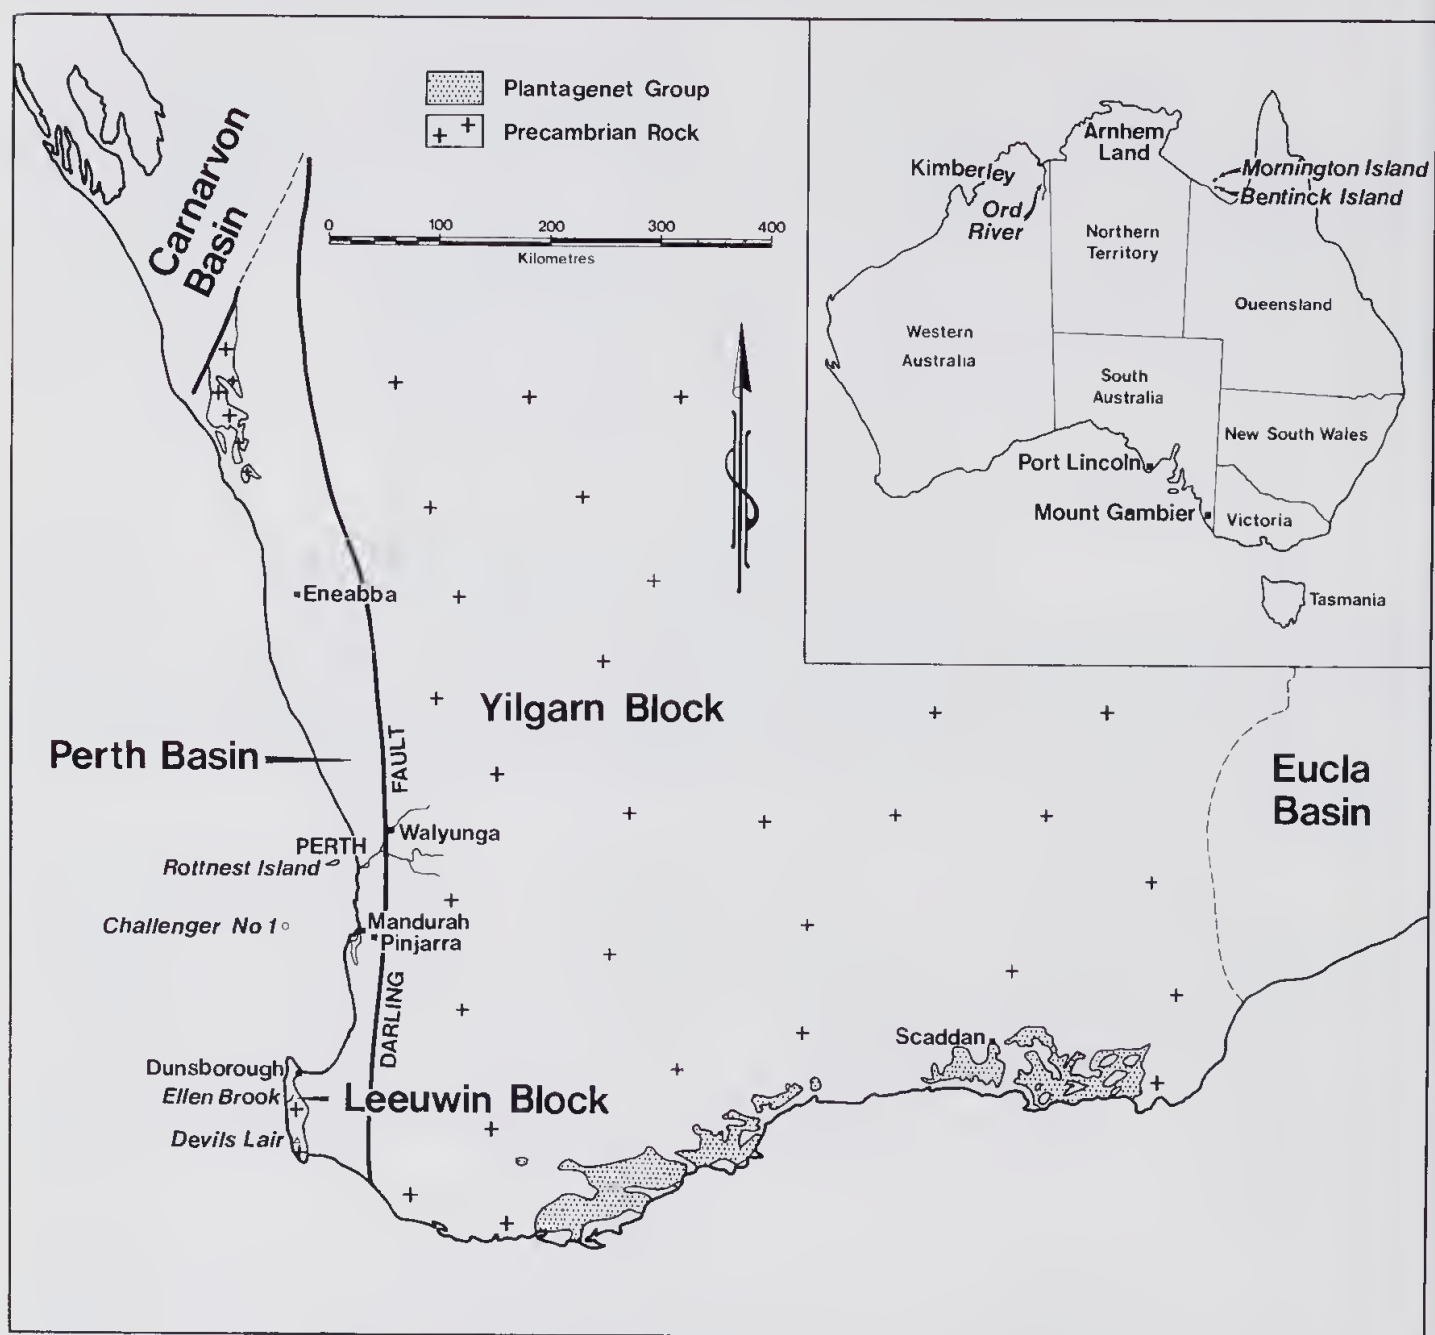 Plantagenet Group
Precambrian Rock
Carnarvon
Basin
0 100 200 300 400
Kilometres
Arnhem
Land
Kimberley
Mornington Island
Bentinck Island
Ord
River
Northern
Territory
Queensland
Western
Australia
South
Australia
New South Wales
Port Lincoln
Mount Gambier
Victoria
Tasmania
Eneabba
Yilgarn Block
Perth Basin
FAULT
Eucla
Basin
Walyunga
PERTH
Rottnest Island
Challenger No 1
Mandurah
Pinjarra
DARLING
Scaddan
Dunsborough
Ellen Brook
Leeuwin Block
Devils Lair